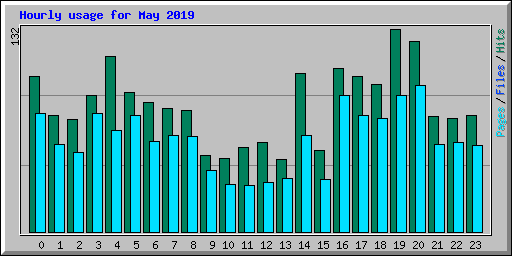 Hourly usage for May 2019
132
Pages/Files/Hits
0 1 2 3 4 5 6 7 8 9 10 11 12 13 14 15 16 17 18 19 20 21 22 23